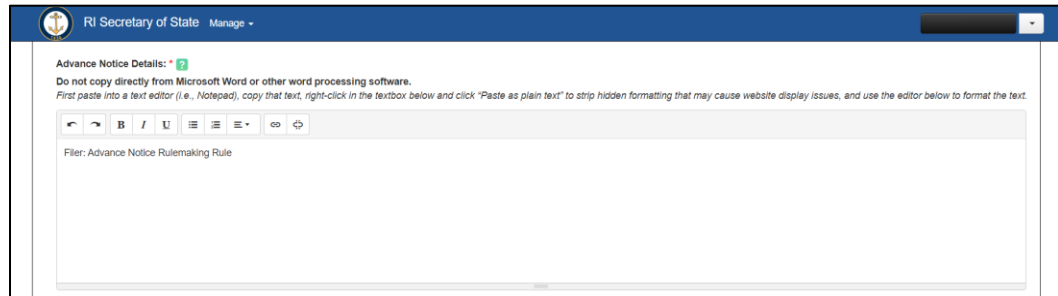 RI Secretary of State Manage
Advance Notice Details: * ?
Do not copy directly from Microsoft Word or other word processing software.
First paste into a text editor (i.e., Notepad), copy that text, right-click in the textbox below and click "Paste as plain text" to strip hidden formatting that may cause website display issues, and use the editor below to format the text.
B I U
Filer: Advance Notice Rulemaking Rule